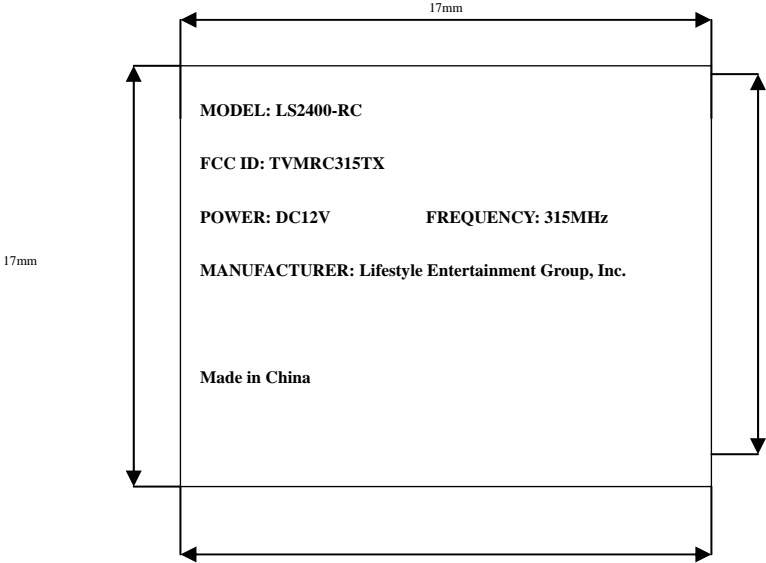 17mm
MODEL: LS2400-RC
FCC ID: TVMRC315TX
POWER: DC12V FREQUENCY: 315MHz
17mm
MANUFACTURER: Lifestyle Entertainment Group, Inc.
Made in China